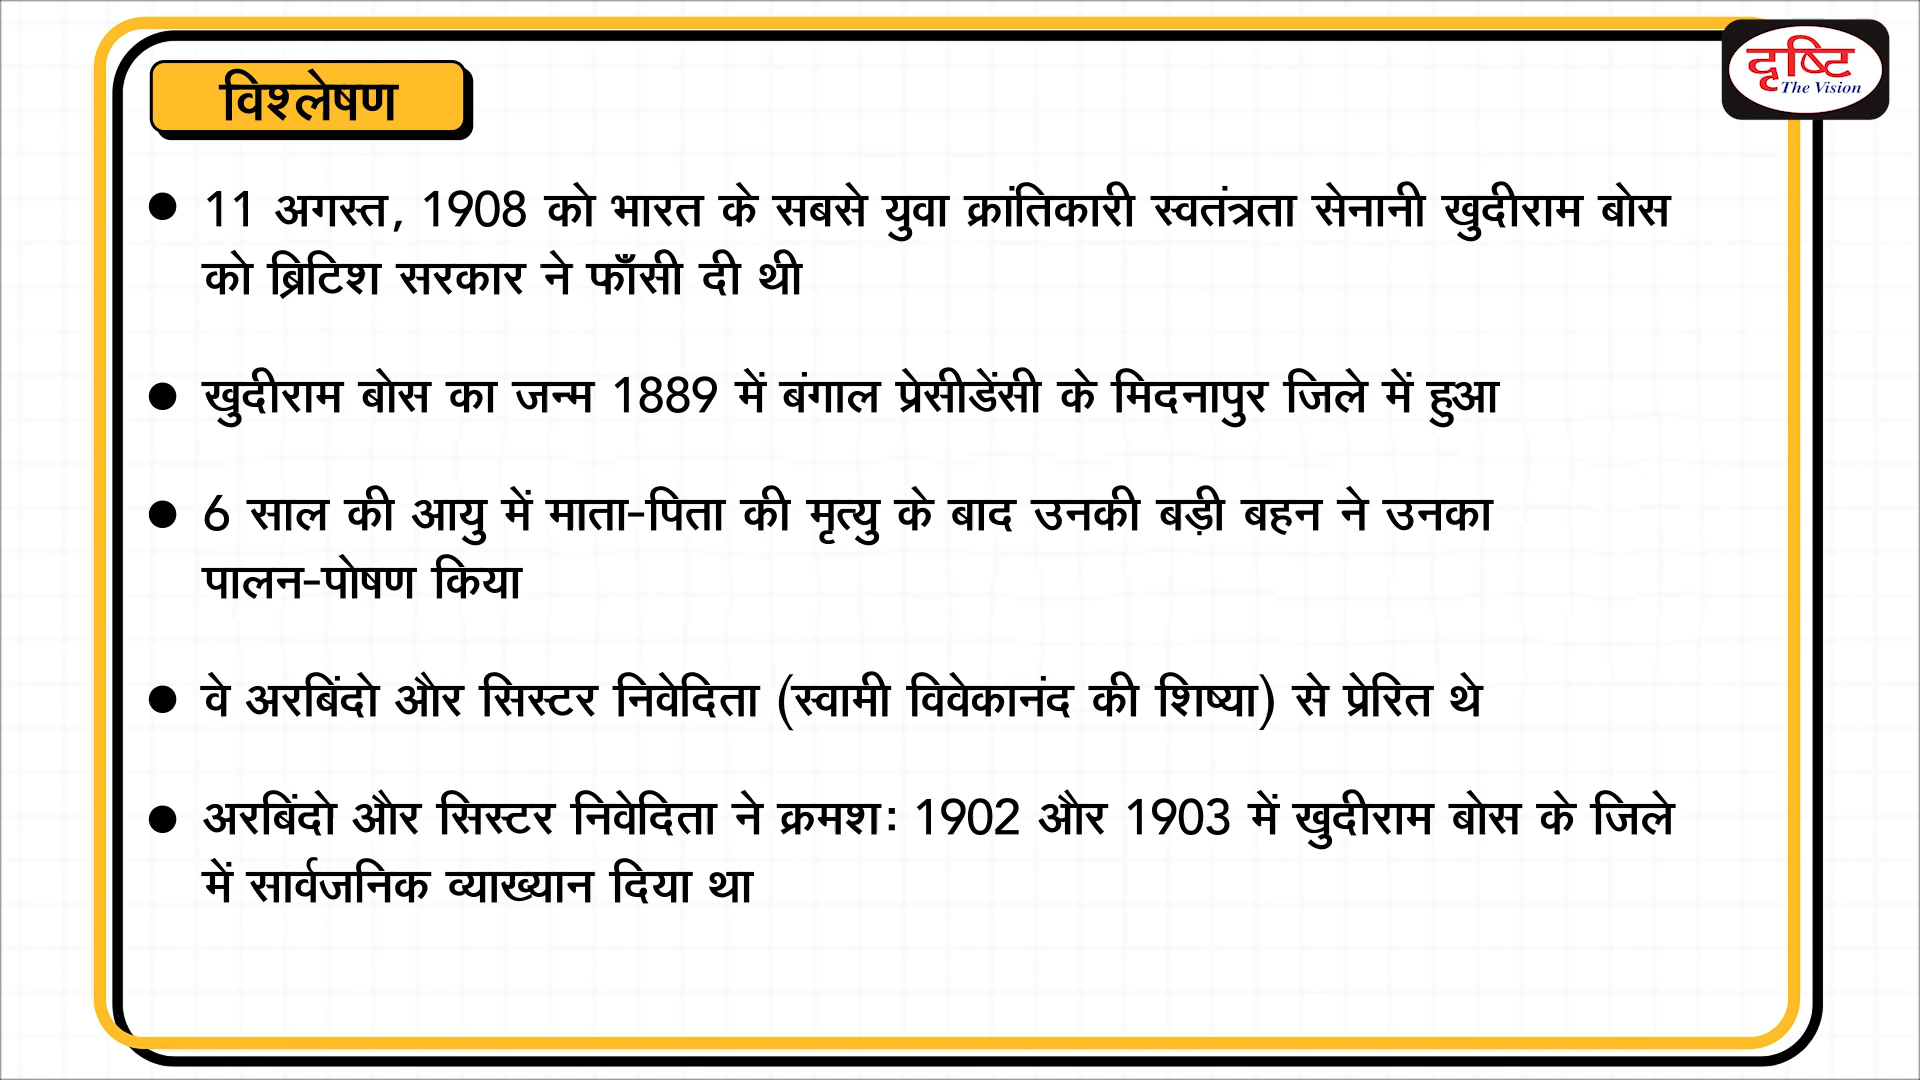 विश्लेषण
दृष्टि
The Vision
● 11 अगस्त, 1908 को भारत के सबसे युवा क्रांतिकारी स्वतंत्रता सेनानी खुदीराम बोस
को ब्रिटिश सरकार ने फाँसी दी थी
● खुदीराम बोस का जन्म 1889 में बंगाल प्रेसीडेंसी के मिदनापुर जिले में हुआ
● 6 साल की आयु में माता-पिता की मृत्यु के बाद उनकी बड़ी बहन ने उनका
पालन-पोषण किया
● वे अरबिंदो और सिस्टर निवेदिता (स्वामी विवेकानंद की शिष्या) से प्रेरित थे
● अरबिंदो और सिस्टर निवेदिता ने क्रमशः 1902 और 1903 में खुदीराम बोस के जिले
में सार्वजनिक व्याख्यान दिया था